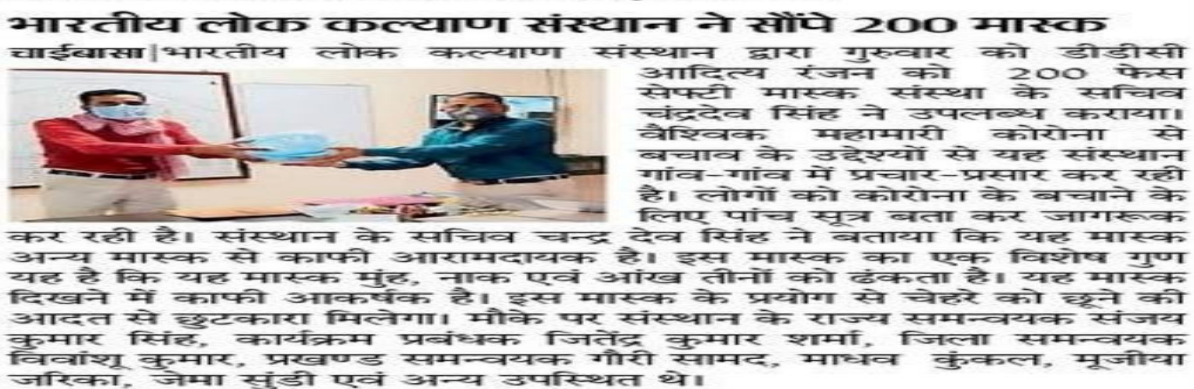 भारतीय लोक कल्याण संस्थान ने सौंपे 200 मास्क
चाईबासा|भारतीय लोक कल्याण संस्थान द्वारा गुरुवार को डीडीसी
आदित्य रंजन को 200 फेस
सेफ्टी मास्क संस्था के सचिव
चंद्रदेव सिंह ने उपलब्ध कराया।
वैश्विक महामारी कोरोना से
बचाव के उद्देश्यों से यह संस्थान
गांव-गांव में प्रचार-प्रसार कर रही
है। लोगों को कोरोना के बचाने के
लिए पांच सूत्र बता कर जागरूक
कर रही है। संस्थान के सचिव चन्द्र देव सिंह ने बताया कि यह मास्क
अन्य मास्क से काफी आरामदायक है। इस मास्क का एक विशेष गुण
यह है कि यह मास्क मुंह, नाक एवं आंख तीनों को ढंकता है। यह मास्क
दिखने में काफी आकर्षक है। इस मास्क के प्रयोग से चेहरे को छूने की
आदत से छुटकारा मिलेगा। मौके पर संस्थान के राज्य समन्वयक संजय
कुमार सिंह, कार्यक्रम प्रबंधक जितेंद्र कुमार शर्मा, जिला समन्वयक
विवांशू कुमार, प्रखण्ड समन्वयक गौरी सामद, माधव कुंकल, मूजीया
जरिका, जेमा सुंडी एवं अन्य उपस्थित थे।